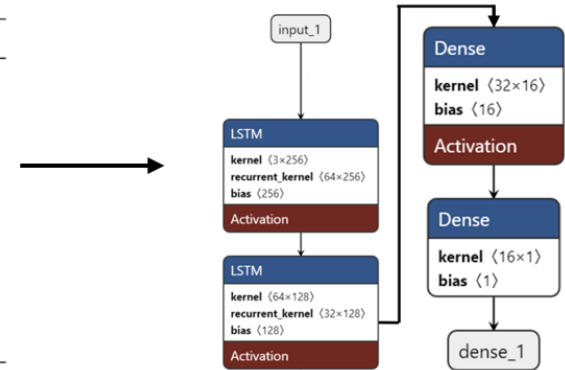 input_1
LSTM
kernel ⟨3×256⟩
recurrent_kernel ⟨64×256⟩
bias ⟨256⟩
Activation
LSTM
kernel ⟨64×128⟩
recurrent_kernel ⟨32×128⟩
bias ⟨128⟩
Activation
Dense
kernel ⟨32×16⟩
bias ⟨16⟩
Activation
Dense
kernel ⟨16×1⟩
bias ⟨1⟩
dense_1